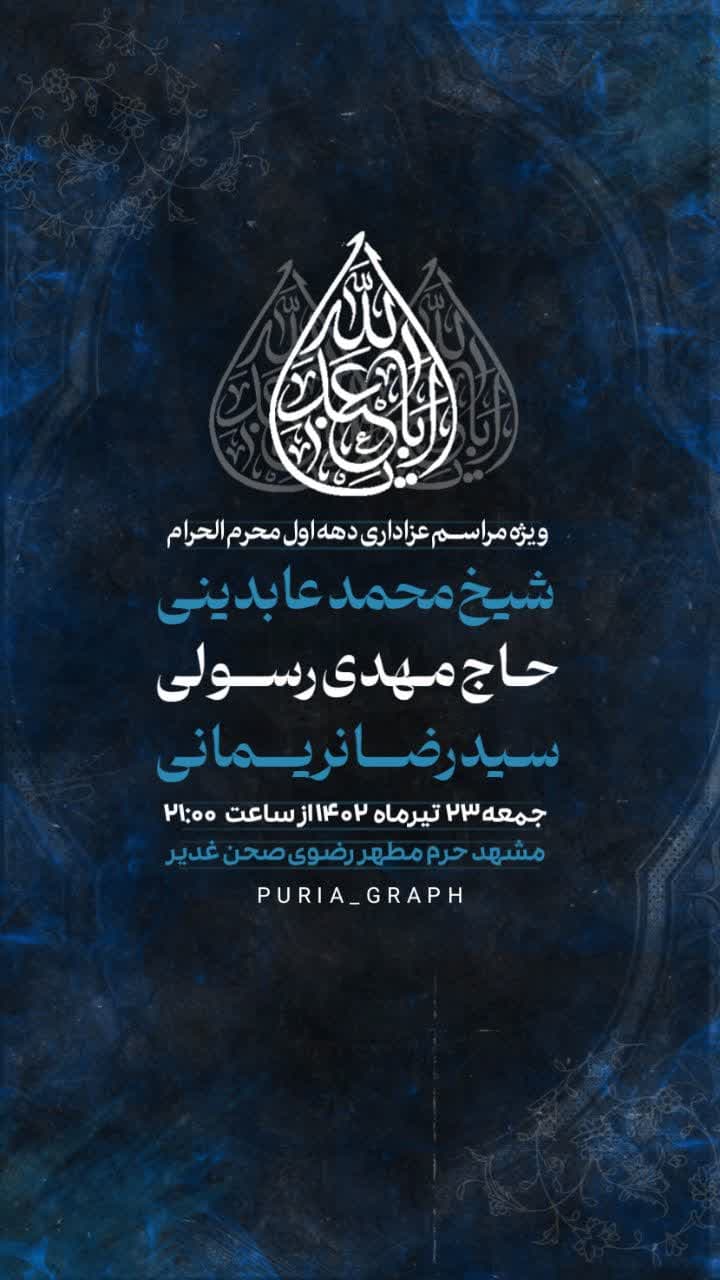 یا اباعبدالله
ویژه مراسم عزاداری دهه اول محرم الحرام
شیخ محمد عابدینی
حاج مهدی رسولی
سید رضا نریمانی
جمعه ۲۳ تیرماه ۱۴۰۲ از ساعت ۲۱:۰۰
مشهد حرم مطهر رضوی صحن غدیر
PURIA_GRAPH